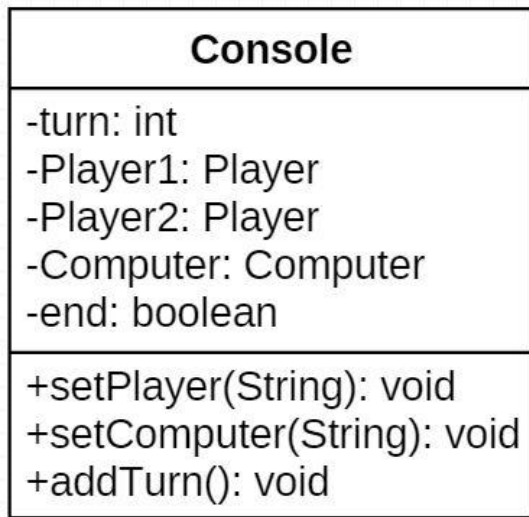 Console
-turn: int
-Player1: Player
-Player2: Player
-Computer: Computer
-end: boolean
+setPlayer(String): void
+setComputer(String): void
+addTurn(): void